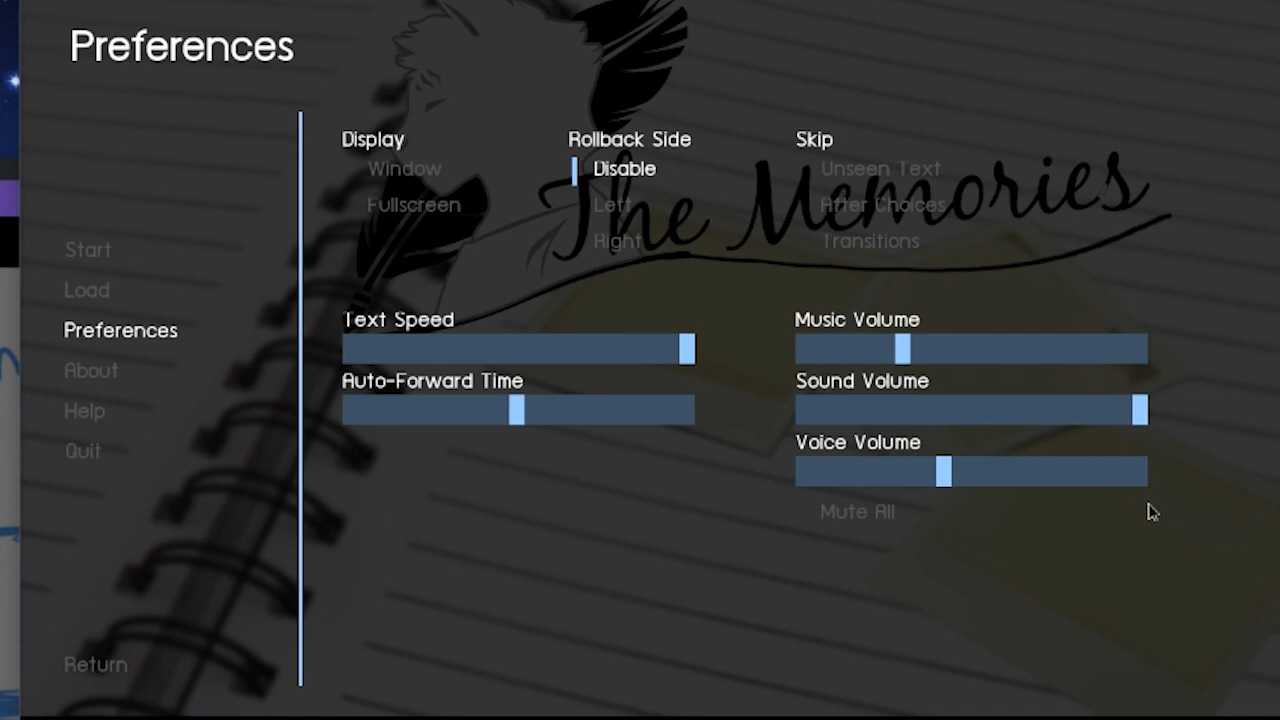 Preferences
Start
Load
Preferences
About
Help
Quit
Return
Display
Window
Fullscreen
Rollback Side
Disable
Left
Right
Skip
Unseen Text
After Choices
Transitions
The Memories
Text Speed
Auto-Forward Time
Music Volume
Sound Volume
Voice Volume
Mute All